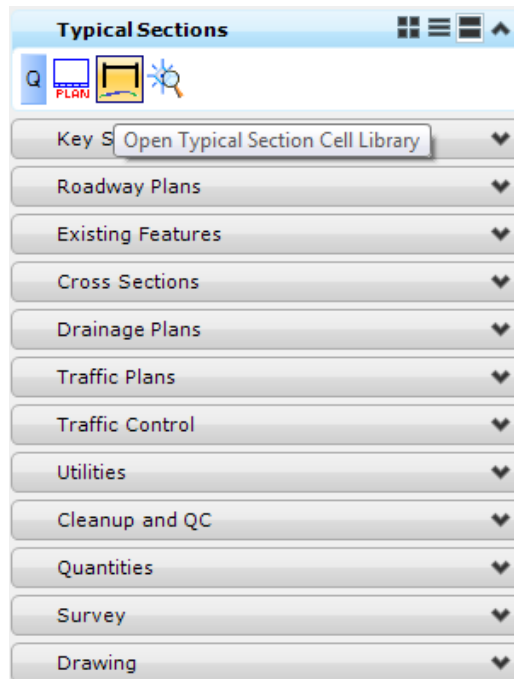 Typical Sections
Q
PLAN
Key S
Open Typical Section Cell Library
Roadway Plans
Existing Features
Cross Sections
Drainage Plans
Traffic Plans
Traffic Control
Utilities
Cleanup and QC
Quantities
Survey
Drawing